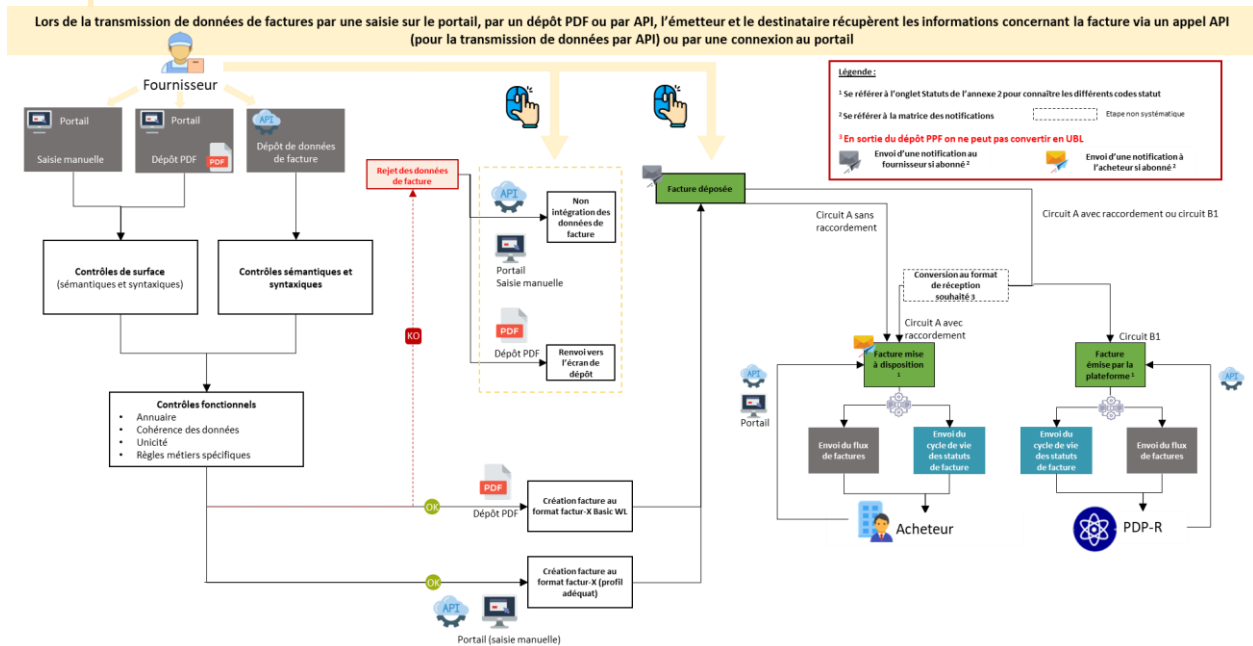 Lors de la transmission de données de factures par une saisie sur le portail, par un dépôt PDF ou par API, l'émetteur et le destinataire récupèrent les informations concernant la facture via un appel API
(pour la transmission de données par API) ou par une connexion au portail
Fournisseur
Portail
Saisie manuelle
Portail
Dépôt PDF
PDF
API
Dépôt de données
de facture
Légende :
¹ Se référer à l'onglet Statuts de l'annexe 2 pour connaître les différents codes statut
² Se référer à la matrice des notifications
Etape non systématique
³ En sortie du dépôt PPF on ne peut pas convertir en UBL
Envoi d'une notification au
fournisseur si abonné ²
Envoi d'une notification à
l'acheteur si abonné ²
Rejet des données
de facture
API
Non
intégration des
données de
facture
Portail
Saisie manuelle
PDF
Dépôt PDF
Renvoi vers
l'écran de
dépôt
Facture déposée
Circuit A sans
raccordement
Circuit A avec raccordement ou circuit B1
Contrôles de surface
(sémantiques et syntaxiques)
Contrôles sémantiques et
syntaxiques
KO
Conversion au format
de réception
souhaité 3
Circuit A avec
raccordement
Circuit B1
Facture mise
à disposition
1
Facture
émise par la
plateforme ¹
API
Portail
API
Contrôles fonctionnels
• Annuaire
• Cohérence des données
• Unicité
• Règles métiers spécifiques
Envoi du flux
de factures
Envoi du
cycle de vie
des statuts
de facture
Envoi du
cycle de vie
des statuts
de facture
Envoi du flux
de factures
OK
PDF
Dépôt PDF
Création facture au
format factur-X Basic WL
Acheteur
PDP-R
OK
API
Portail (saisie manuelle)
Création facture au
format factur-X (profil
adéquat)